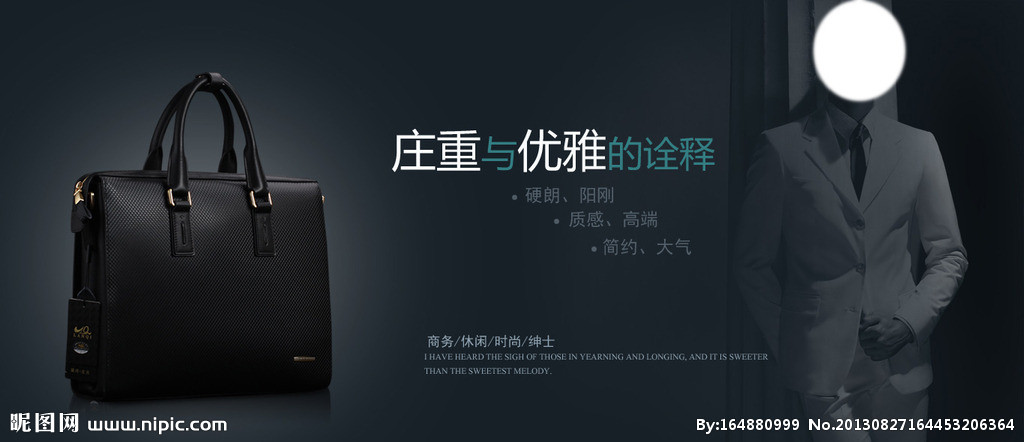 庄重与优雅的诠释
• 硬朗、阳刚
• 质感、高端
• 简约、大气
商务/休闲/时尚/绅士
I HAVE HEARD THE SIGH OF THOSE IN YEARNING AND LONGING, AND IT IS SWEETER
THAN THE SWEETEST MELODY.
昵图网 www.nipic.com
By:164880999 No.20130827164453206364